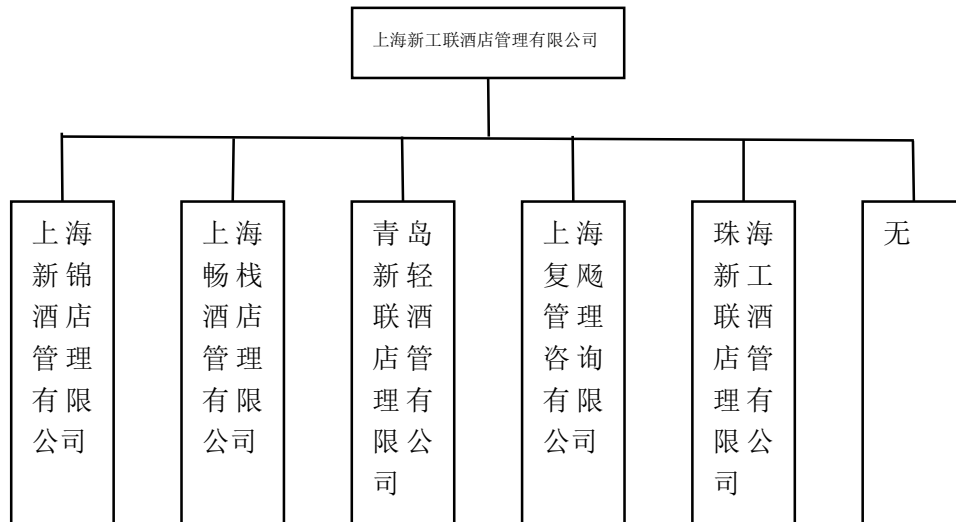 上海新工联酒店管理有限公司
上海
新锦
酒店
管理
有限
公司
上海
畅栈
酒店
管理
有限
公司
青岛
新轻
联酒
店管
理有
限公
司
上海
复飏
管理
咨询
有限
公司
珠海
新工
联酒
店管
理有
限公
司
无